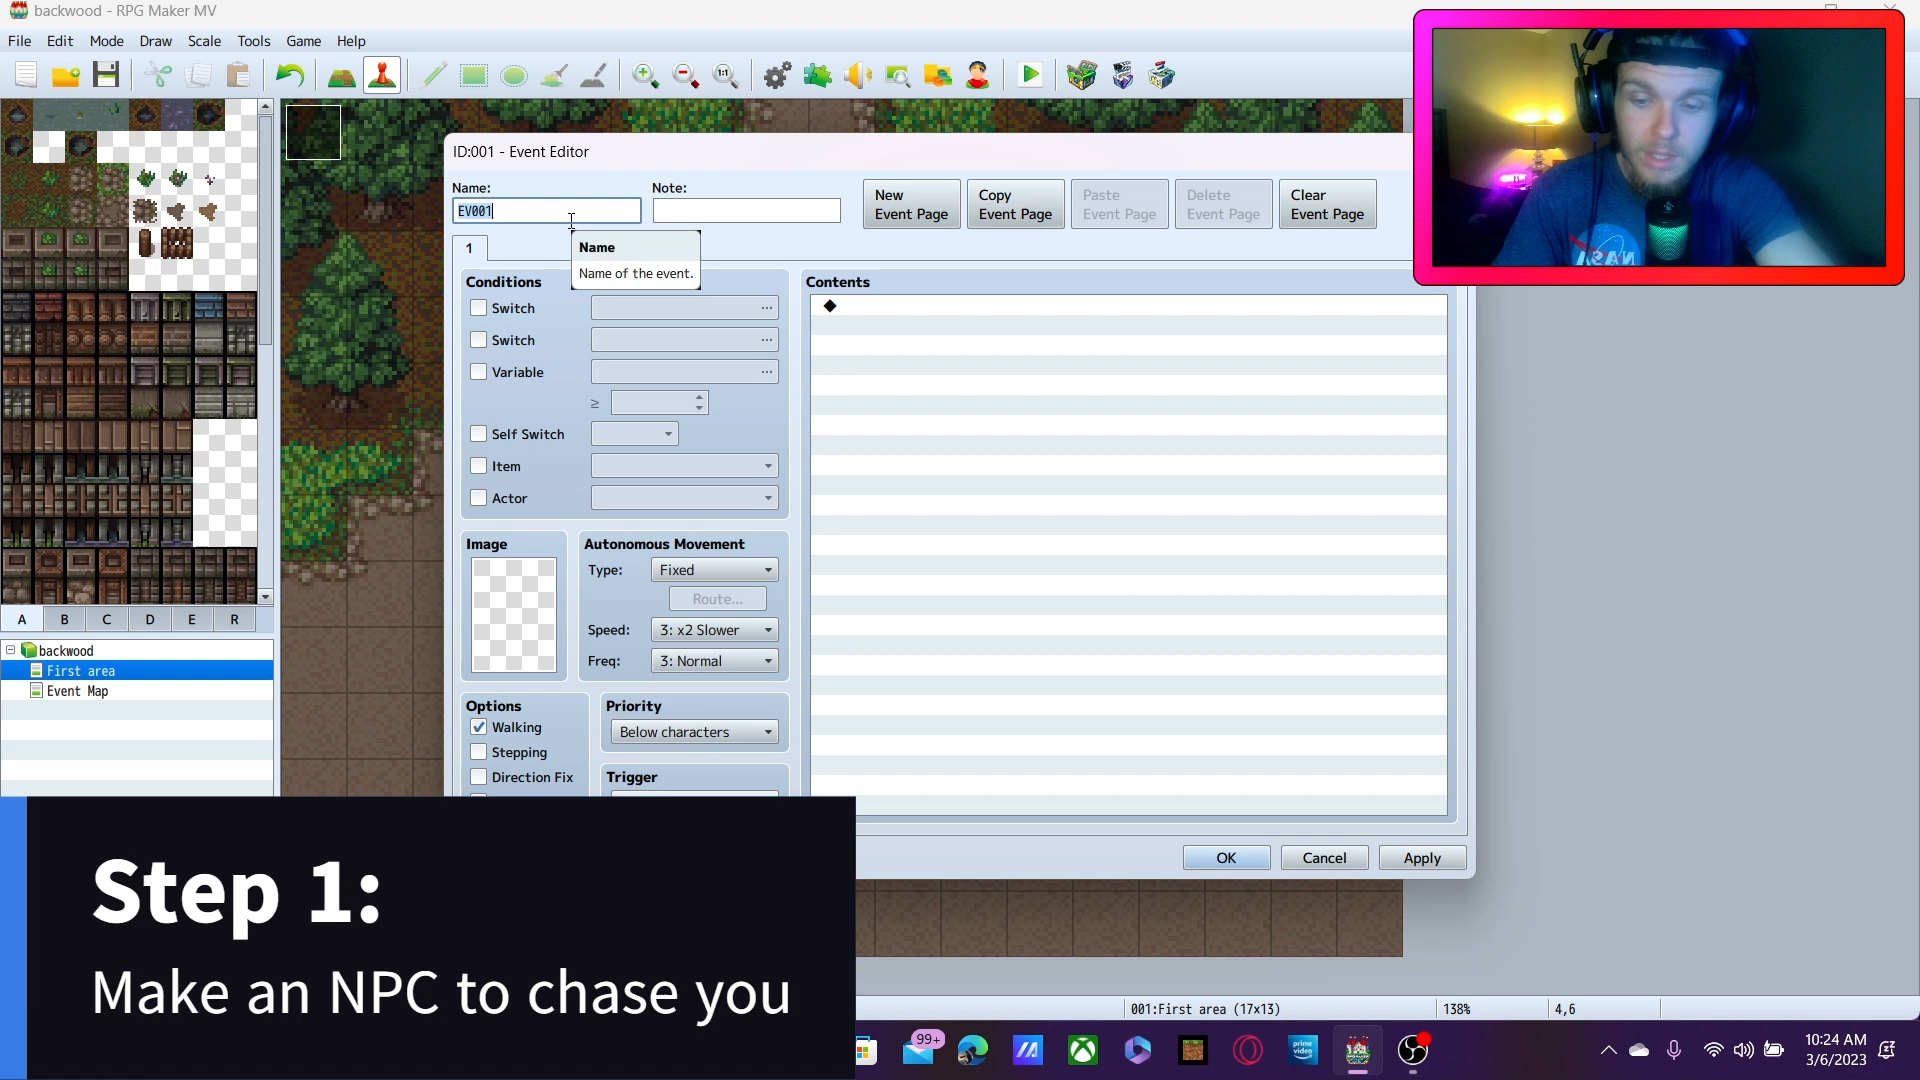 backwood - RPG Maker MV
File Edit Mode Draw Scale Tools Game Help
1:1
ID:001 - Event Editor
Name: Note:
EV001
New Event Page
Copy Event Page
Paste Event Page
Delete Event Page
Clear Event Page
Name
Name of the event.
1
Conditions
Switch ...
Switch ...
Variable ...
≥
Self Switch
Item
Actor
Contents
◆
Image
Autonomous Movement
Type: Fixed
Route...
Speed: 3: x2 Slower
Freq: 3: Normal
Options
Walking
Stepping
Direction Fix
Priority
Below characters
Trigger
OK Cancel Apply
A B C D E R
backwood
First area
Event Map
Step 1:
Make an NPC to chase you
001:First area (17x13) 138% 4,6
99+
prime video
10:24 AM
3/6/2023